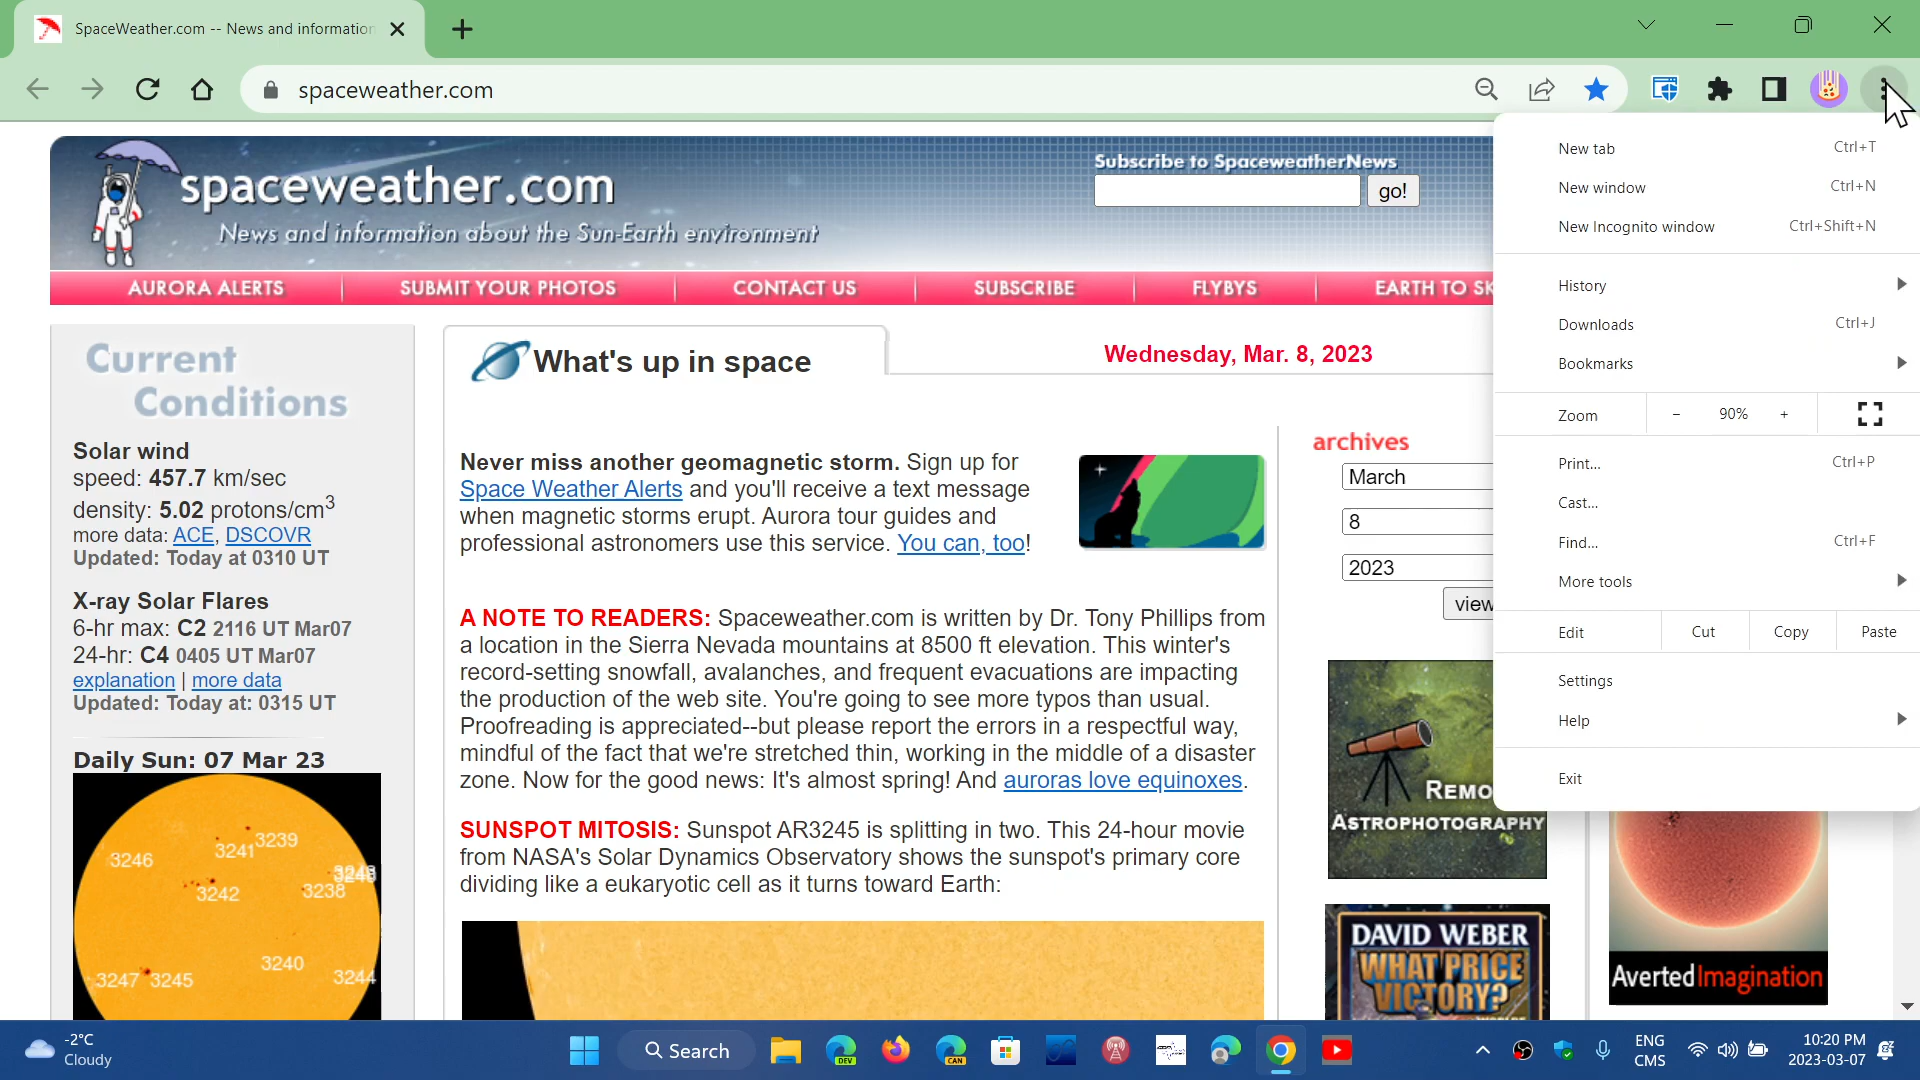 SpaceWeather.com -- News and information
spaceweather.com
spaceweather.com
News and information about the Sun-Earth environment
Subscribe to SpaceweatherNews
go!
AURORA ALERTS
SUBMIT YOUR PHOTOS
CONTACT US
SUBSCRIBE
FLYBYS
EARTH TO SK
New tab Ctrl+T
New window Ctrl+N
New Incognito window Ctrl+Shift+N
History
Downloads Ctrl+J
Bookmarks
Zoom - 90% +
Print... Ctrl+P
Cast...
Find... Ctrl+F
More tools
Edit Cut Copy Paste
Settings
Help
Exit
Current
Conditions
Solar wind
speed: 457.7 km/sec
density: 5.02 protons/cm3
more data: ACE, DSCOVR
Updated: Today at 0310 UT
X-ray Solar Flares
6-hr max: C2 2116 UT Mar07
24-hr: C4 0405 UT Mar07
explanation | more data
Updated: Today at: 0315 UT
Daily Sun: 07 Mar 23
3246
3241
3239
3242
3238
3247
3245
3240
3244
What's up in space
Wednesday, Mar. 8, 2023
Never miss another geomagnetic storm. Sign up for
Space Weather Alerts and you'll receive a text message
when magnetic storms erupt. Aurora tour guides and
professional astronomers use this service. You can, too!
A NOTE TO READERS: Spaceweather.com is written by Dr. Tony Phillips from
a location in the Sierra Nevada mountains at 8500 ft elevation. This winter's
record-setting snowfall, avalanches, and frequent evacuations are impacting
the production of the web site. You're going to see more typos than usual.
Proofreading is appreciated--but please report the errors in a respectful way,
mindful of the fact that we're stretched thin, working in the middle of a disaster
zone. Now for the good news: It's almost spring! And auroras love equinoxes.
SUNSPOT MITOSIS: Sunspot AR3245 is splitting in two. This 24-hour movie
from NASA's Solar Dynamics Observatory shows the sunspot's primary core
dividing like a eukaryotic cell as it turns toward Earth:
archives
March
8
2023
view
REMO
ASTROPHOTOGRAPHY
DAVID WEBER
WHAT PRICE
VICTORY?
AvertedImagination
-2°C
Cloudy
Search
DEV
CAN
ENG
CMS
10:20 PM
2023-03-07